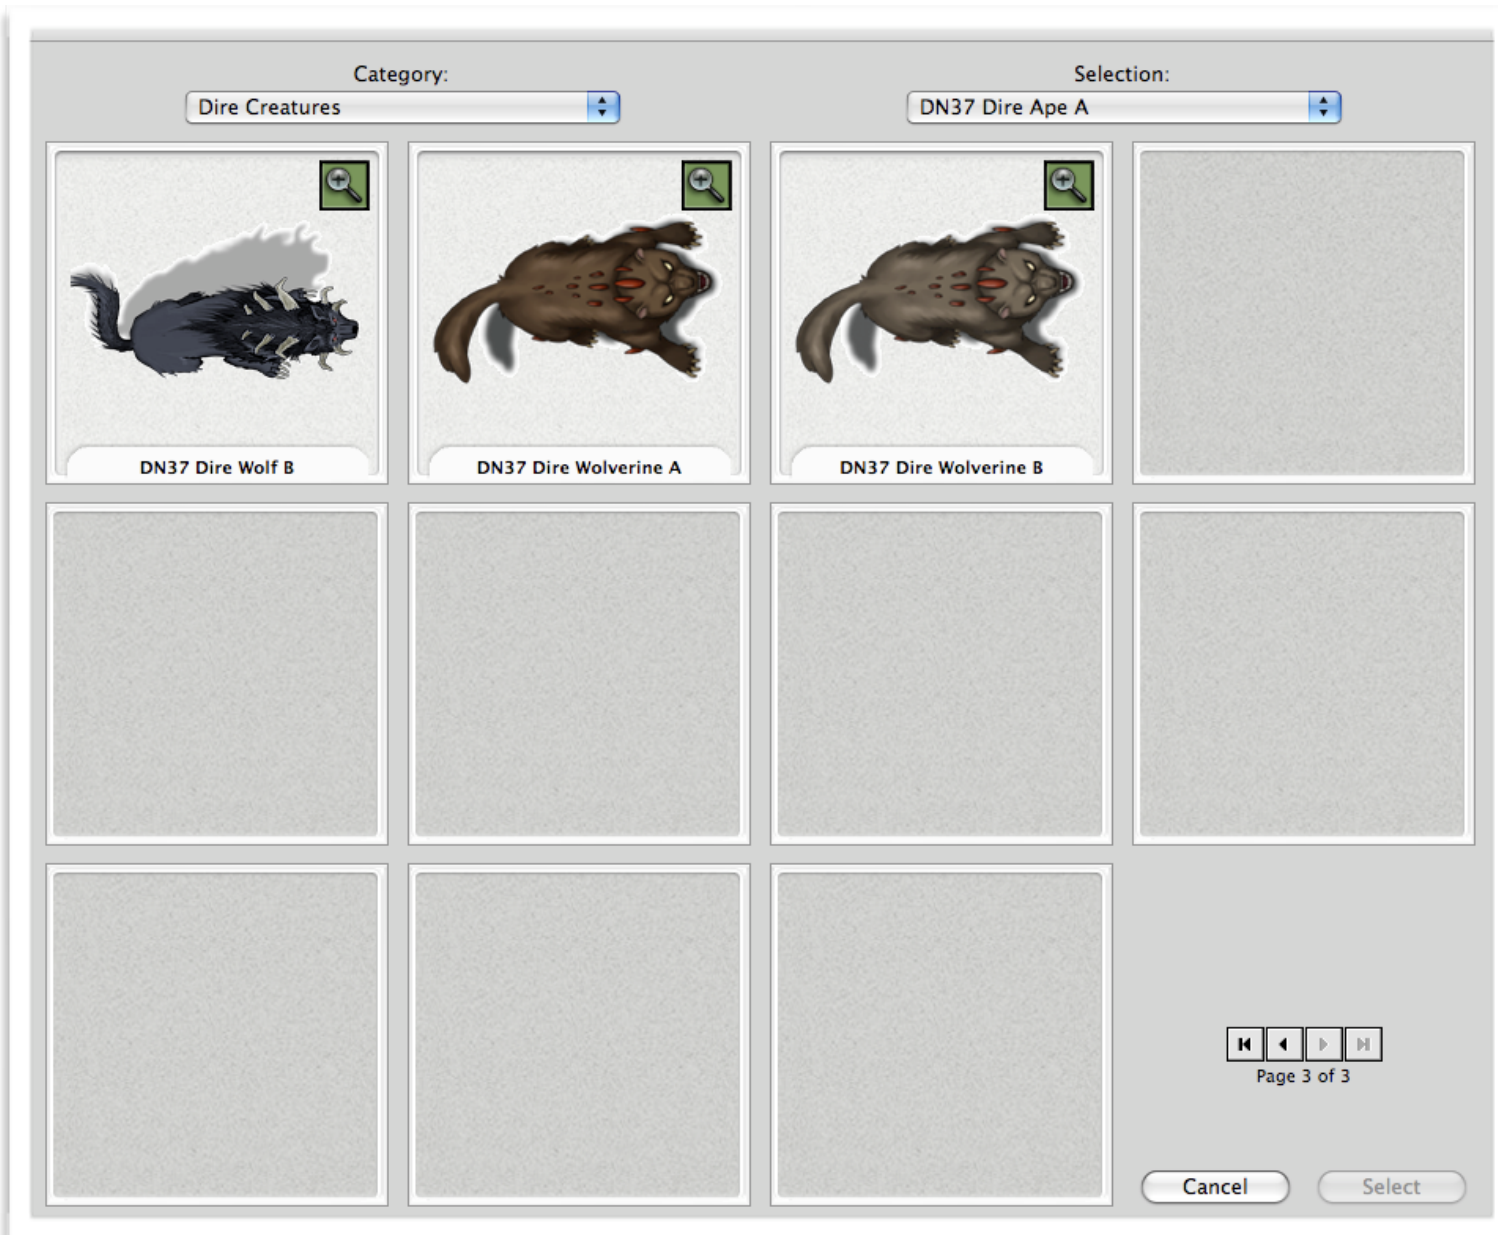 Category:
Selection:
Dire Creatures
DN37 Dire Ape A
DN37 Dire Wolf B
DN37 Dire Wolverine A
DN37 Dire Wolverine B
Page 3 of 3
Cancel
Select